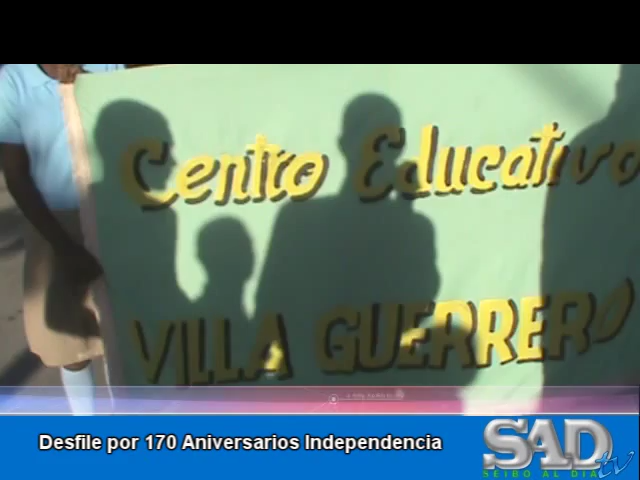 Centro Educativo
VILLA GUERRERO
Desfile por 170 Aniversarios Independencia
SAD
SEIBO AL DIA
tv